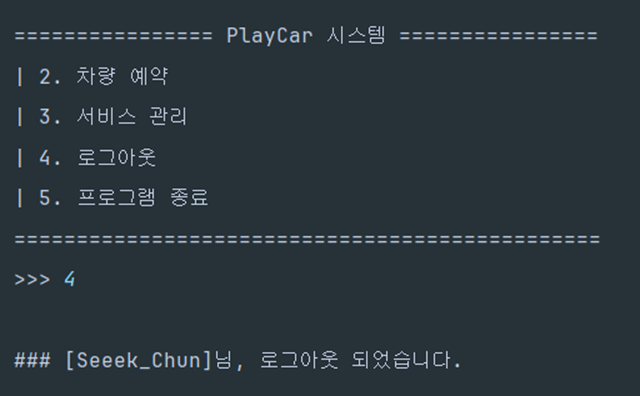 ================ PlayCar 시스템 ================
| 2. 차량 예약
| 3. 서비스 관리
| 4. 로그아웃
| 5. 프로그램 종료
===============================================
>>> 4
### [Seeek_Chun]님, 로그아웃 되었습니다.